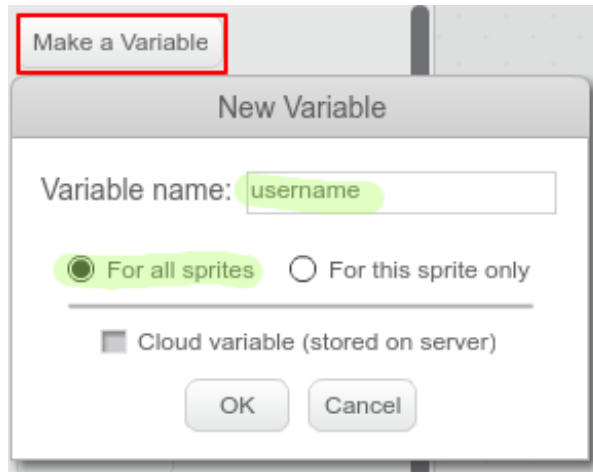 Make a Variable
New Variable
Variable name: username
For all sprites For this sprite only
Cloud variable (stored on server)
OK Cancel